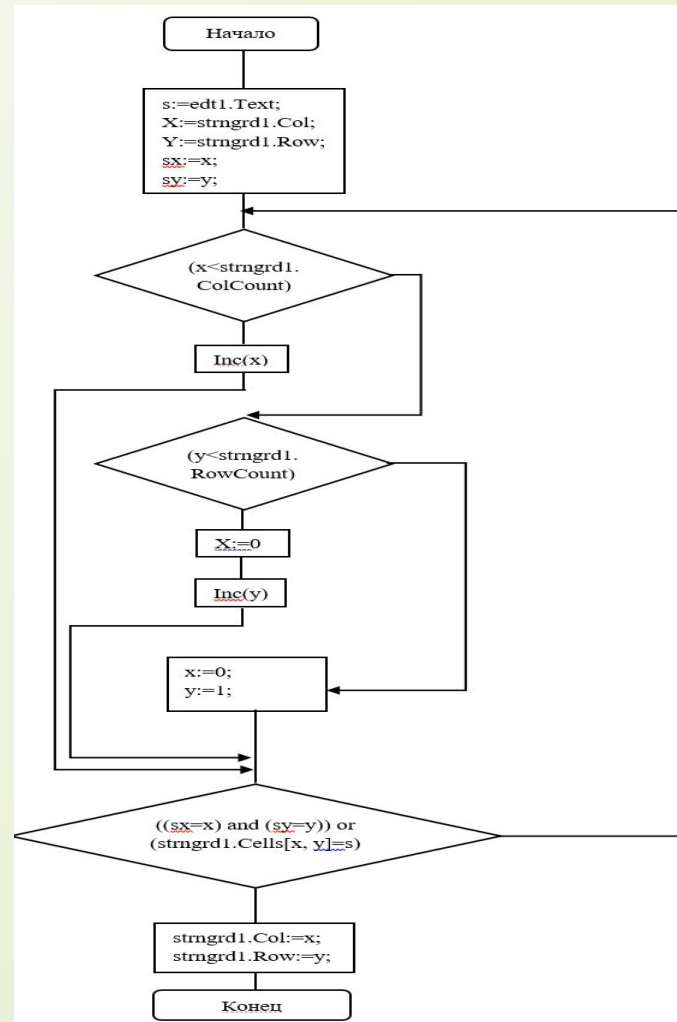 Начало
s:=edt1.Text;
X:=strngrd1.Col;
Y:=strngrd1.Row;
sx:=x;
sy:=y;
(x<strngrd1.
ColCount)
Inc(x)
(y<strngrd1.
RowCount)
X:=0
Inc(y)
x:=0;
y:=1;
((sx=x) and (sy=y)) or
(strngrd1.Cells[x, y]=s)
strngrd1.Col:=x;
strngrd1.Row:=y;
Конец